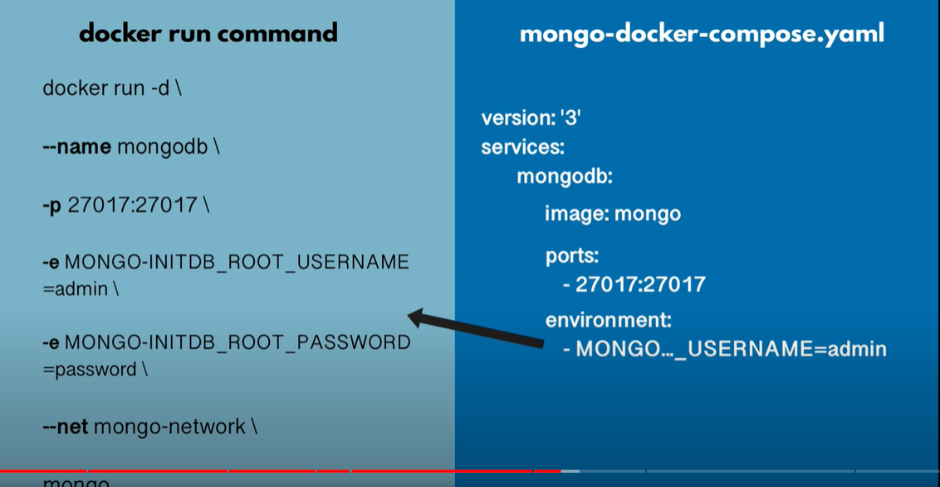 docker run command
docker run -d \
--name mongodb \
-p 27017:27017 \
-e MONGO-INITDB_ROOT_USERNAME
=admin \
-e MONGO-INITDB_ROOT_PASSWORD
=password \
--net mongo-network \
mongo
mongo-docker-compose.yaml
version: '3'
services:
mongodb:
image: mongo
ports:
- 27017:27017
environment:
- MONGO..._USERNAME=admin